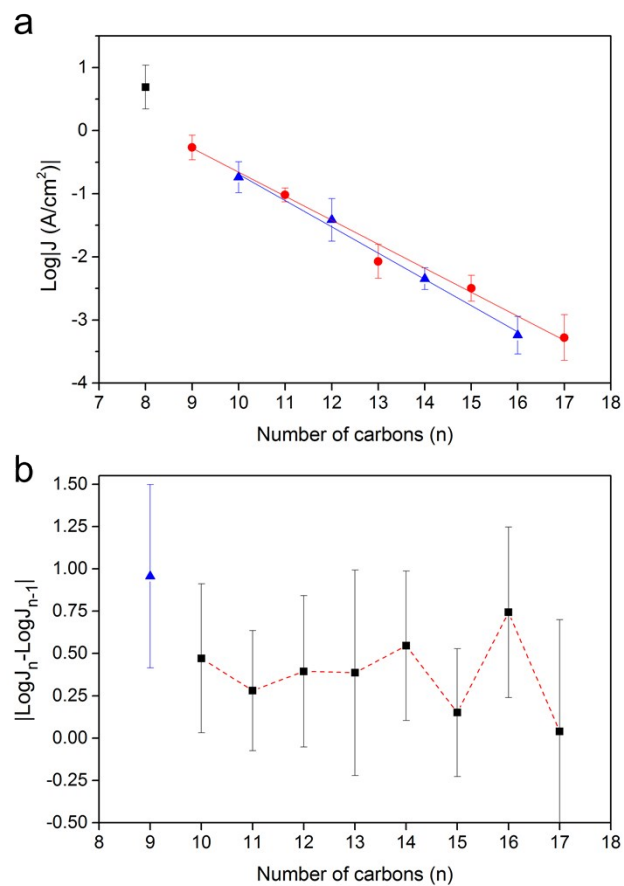 a
Log|J (A/cm²)|
1
0
-1
-2
-3
-4
7 8 9 10 11 12 13 14 15 16 17 18
Number of carbons (n)
b
|LogJₙ-LogJₙ₋₁|
1.50
1.25
1.00
0.75
0.50
0.25
0.00
-0.25
-0.50
8 9 10 11 12 13 14 15 16 17 18
Number of carbons (n)